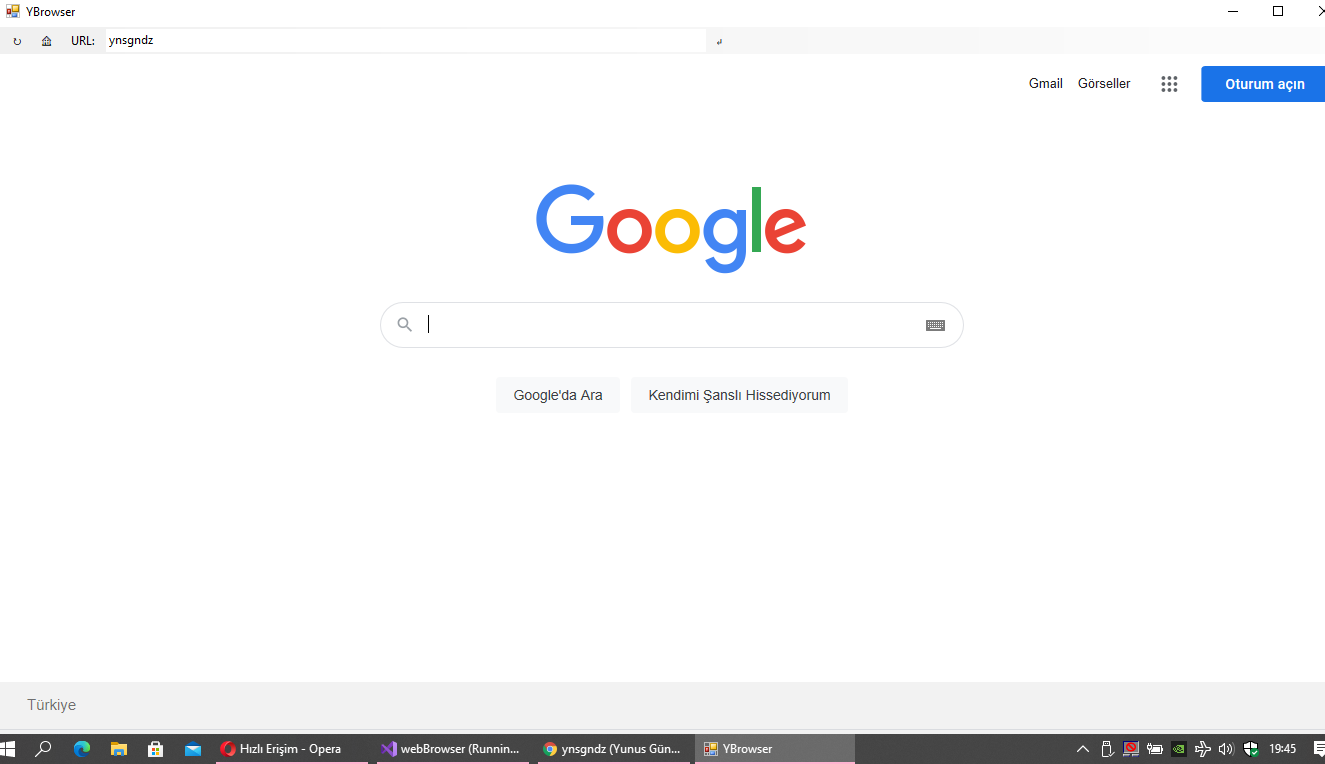 YBrowser
URL: ynsgndz
Gmail Görseller Oturum açın
Google
Google'da Ara Kendimi Şanslı Hissediyorum
Türkiye
Hızlı Erişim - Opera webBrowser (Runnin... ynsgndz (Yunus Gün... YBrowser 19:45